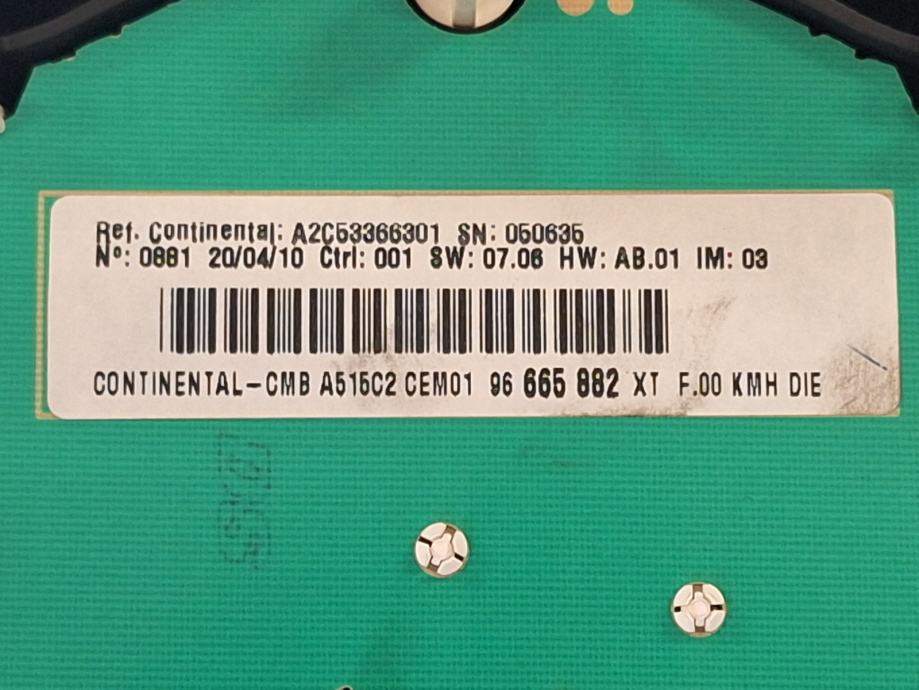 Ref. Continental: A2C53366301 SN: 050635
Nº: 0881 20/04/10 Ctrl: 001 SW: 07.06 HW: AB.01 IM: 03
CONTINENTAL-CMB A515C2 CEM01 96 665 882 XT F.00 KMH DIE